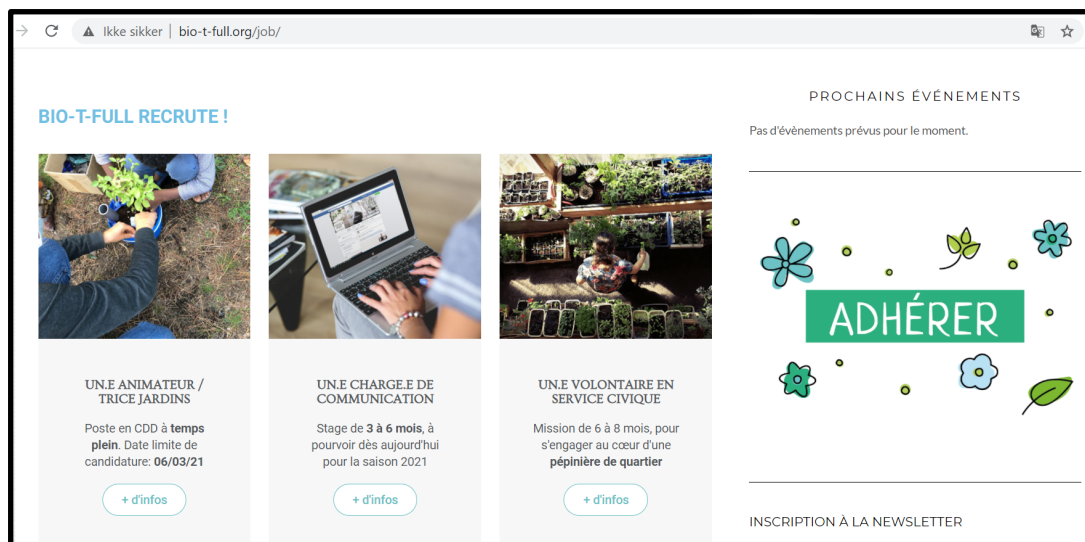 Ikke sikker | bio-t-full.org/job/
BIO-T-FULL RECRUTE !
UN.E ANIMATEUR /
TRICE JARDINS
Poste en CDD à temps
plein. Date limite de
candidature: 06/03/21
+ d'infos
UN.E CHARGE.E DE
COMMUNICATION
Stage de 3 à 6 mois, à
pourvoir dès aujourd'hui
pour la saison 2021
+ d'infos
UN.E VOLONTAIRE EN
SERVICE CIVIQUE
Mission de 6 à 8 mois, pour
s'engager au cœur d'une
pépinière de quartier
+ d'infos
PROCHAINS ÉVÉNEMENTS
Pas d'évènements prévus pour le moment.
ADHÉRER
INSCRIPTION À LA NEWSLETTER